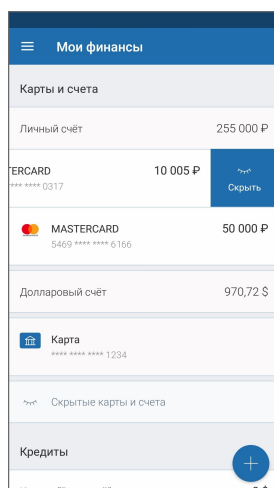 Мои финансы
Карты и счета
Личный счёт 255 000 ₽
TERCARD 10 005 ₽
*** **** 0317
Скрыть
MASTERCARD 50 000 ₽
5469 **** **** 6166
Долларовый счёт 970,72 $
Карта
**** **** **** 1234
Скрытые карты и счета
Кредиты